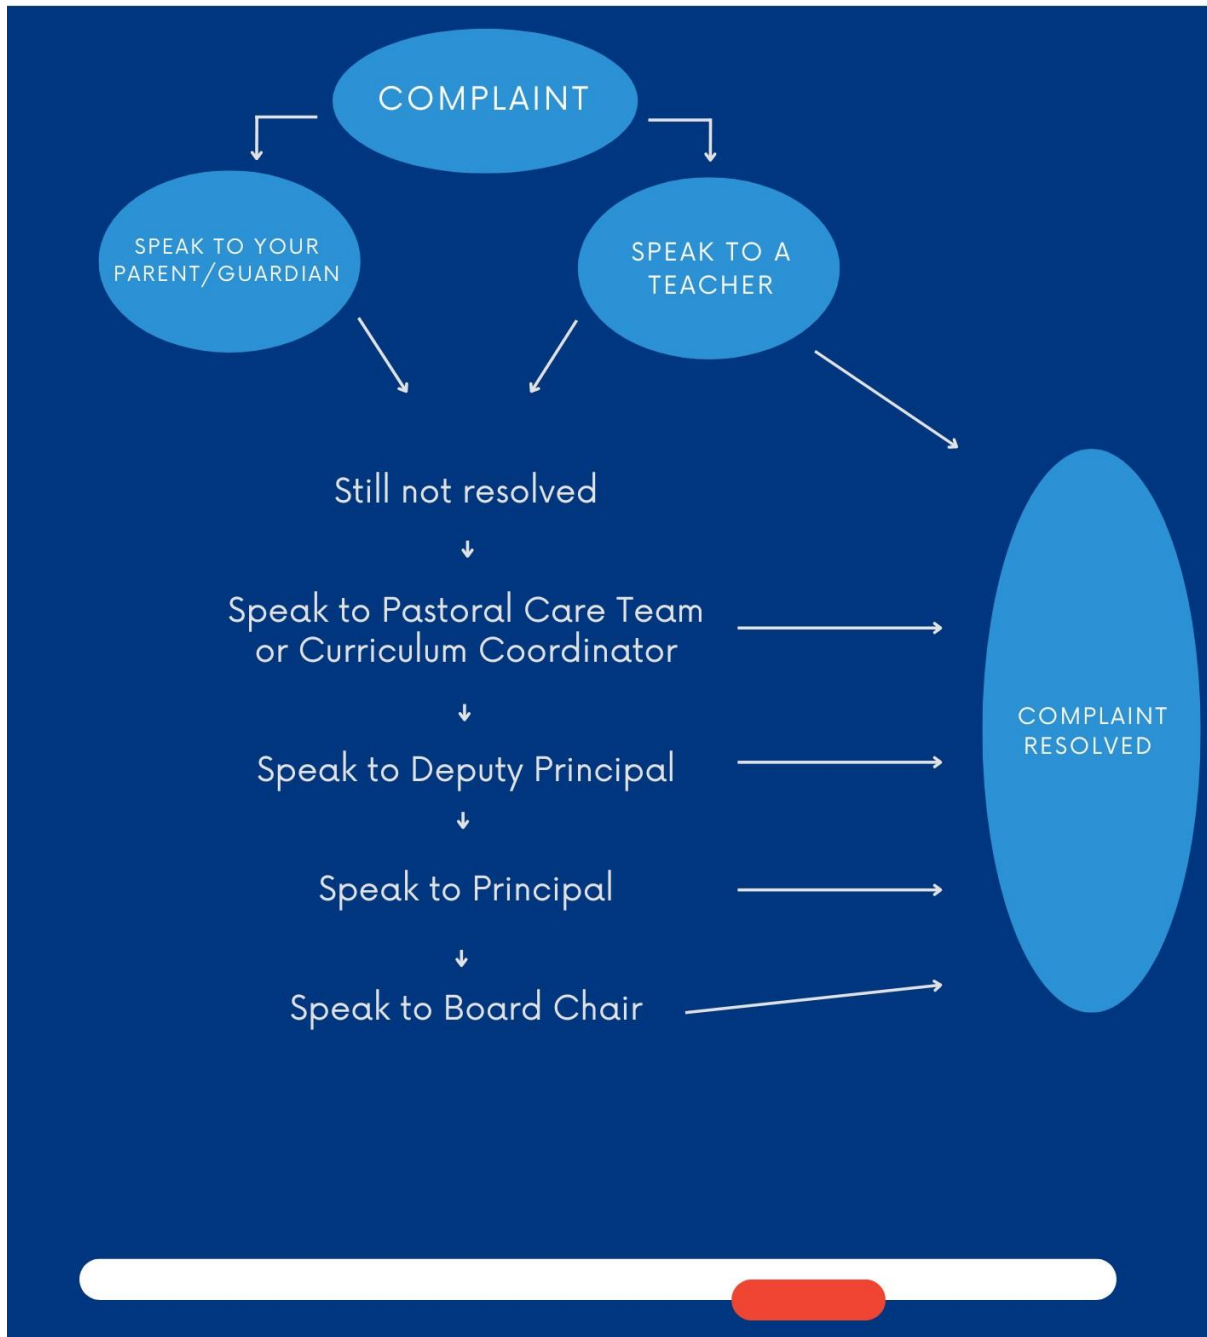 COMPLAINT
SPEAK TO YOUR
PARENT/GUARDIAN
SPEAK TO A
TEACHER
Still not resolved
Speak to Pastoral Care Team
or Curriculum Coordinator
Speak to Deputy Principal
Speak to Principal
Speak to Board Chair
COMPLAINT
RESOLVED